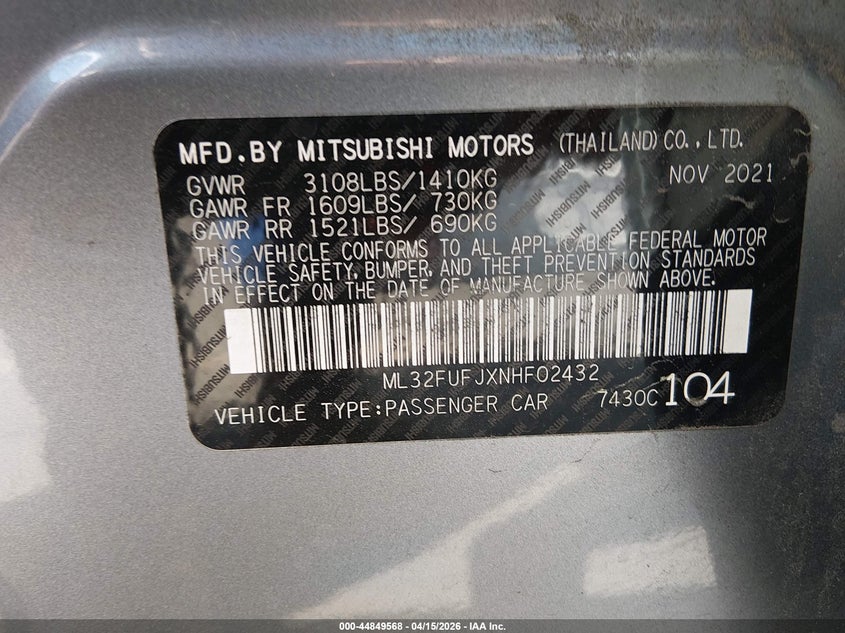 MFD.BY MITSUBISHI MOTORS (THAILAND)CO.,LTD.
GVWR 3108LBS/1410KG NOV 2021
GAWR FR 1609LBS/ 730KG
GAWR RR 1521LBS/ 690KG
THIS VEHICLE CONFORMS TO ALL APPLICABLE FEDERAL MOTOR
VEHICLE SAFETY, BUMPER, AND THEFT PREVENTION STANDARDS
IN EFFECT ON THE DATE OF MANUFACTURE SHOWN ABOVE.
ML32FUFJXNHF02432
VEHICLE TYPE:PASSENGER CAR 7430C 104
000-44849568 - 04/15/2026 - IAA Inc.